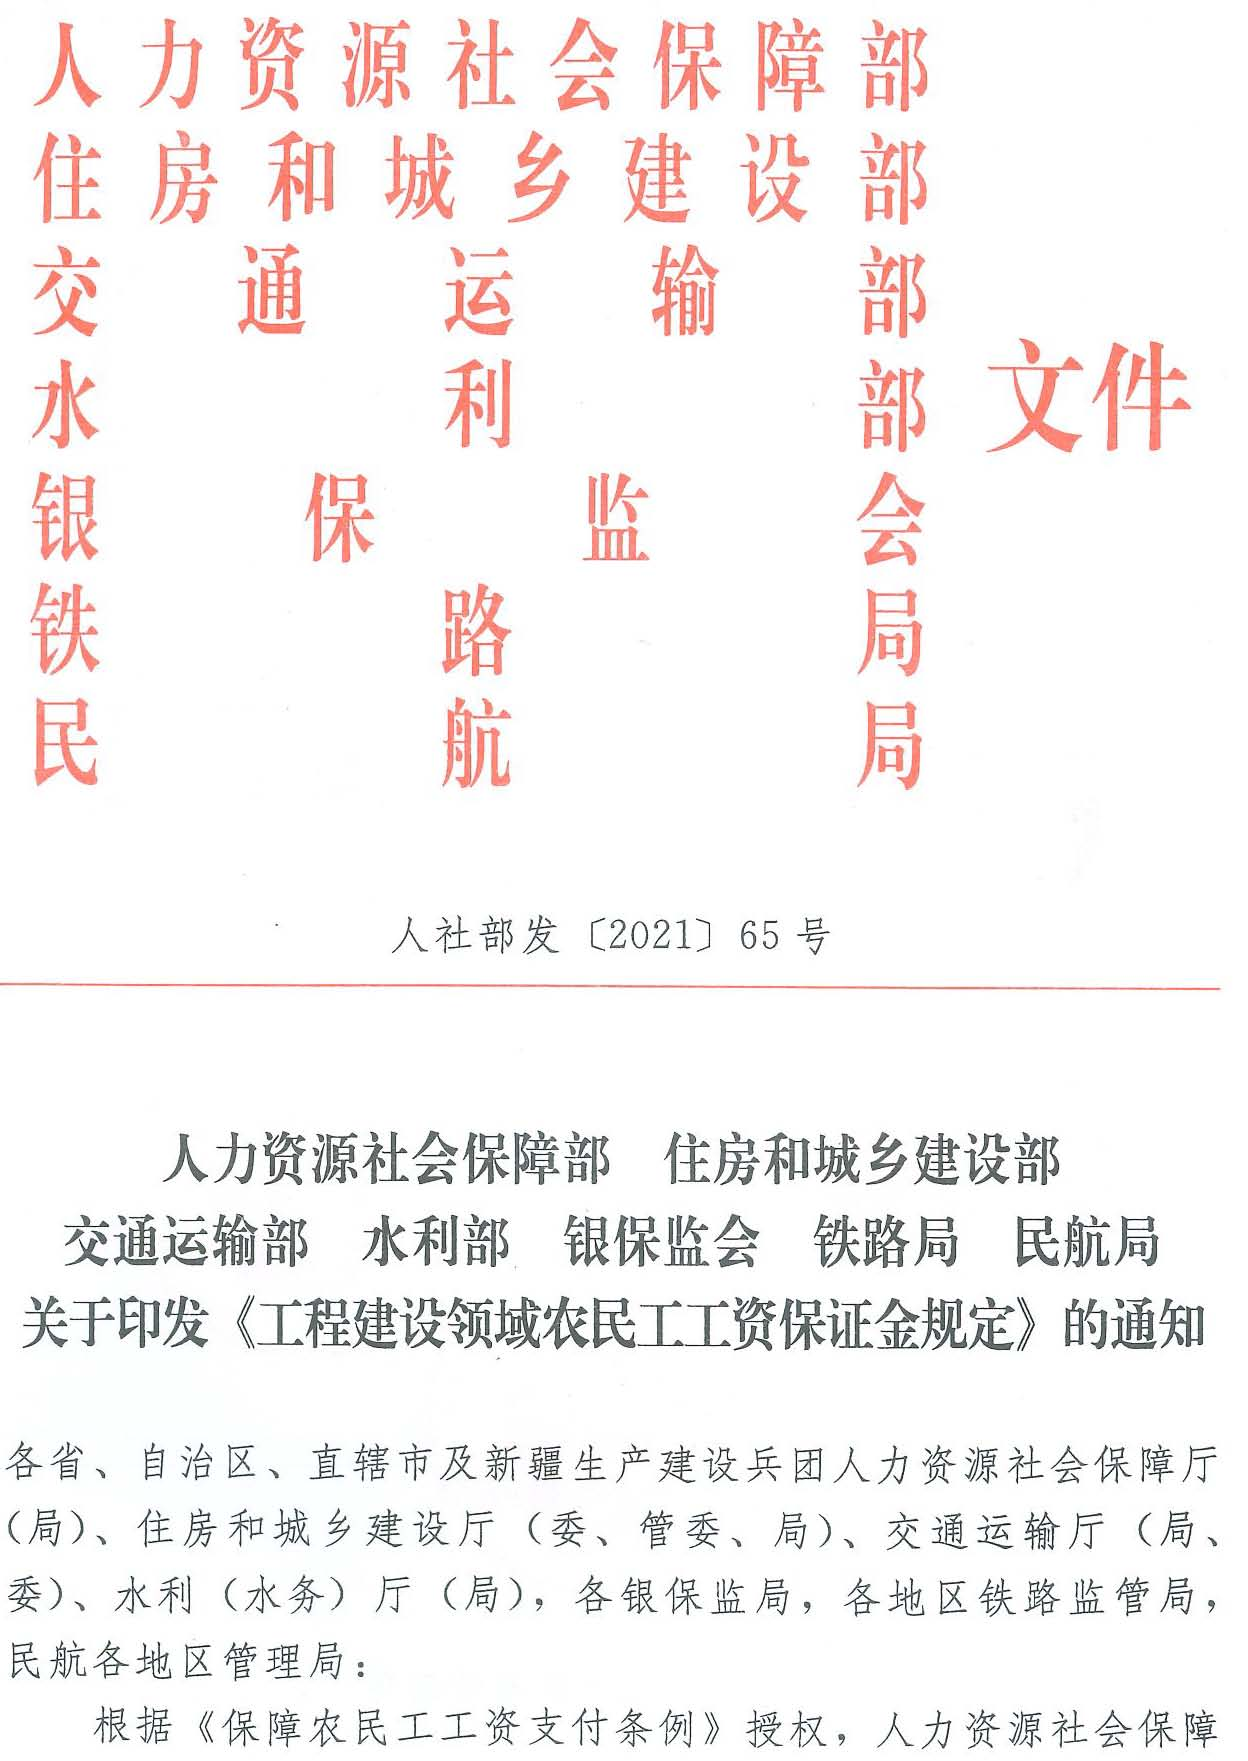 人力资源社会保障部
住房和城乡建设部
交通运输部
水利部
银保监会
铁路局
民航局
文件
人社部发〔2021〕65号
人力资源社会保障部 住房和城乡建设部
交通运输部 水利部 银保监会 铁路局 民航局
关于印发《工程建设领域农民工工资保证金规定》的通知
各省、自治区、直辖市及新疆生产建设兵团人力资源社会保障厅
（局）、住房和城乡建设厅（委、管委、局）、交通运输厅（局、
委）、水利（水务）厅（局），各银保监局，各地区铁路监管局，
民航各地区管理局：
根据《保障农民工工资支付条例》授权，人力资源社会保障